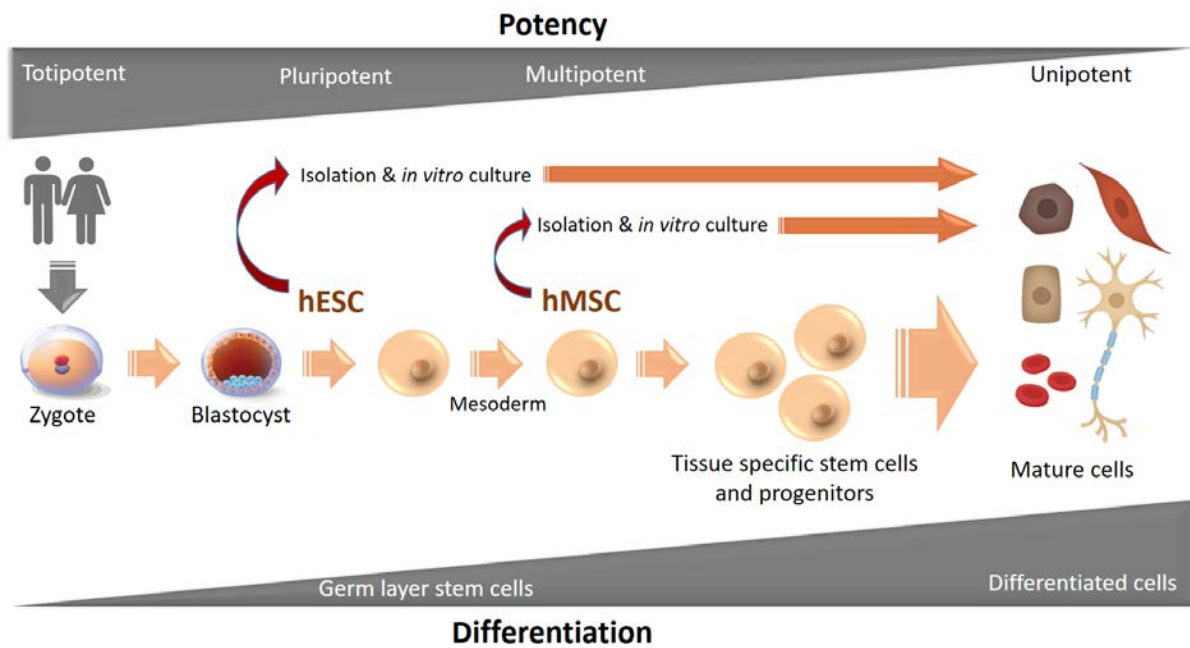 Potency
Totipotent
Pluripotent
Multipotent
Unipotent
Isolation & in vitro culture
Isolation & in vitro culture
hESC
hMSC
Zygote
Blastocyst
Mesoderm
Tissue specific stem cells
and progenitors
Mature cells
Germ layer stem cells
Differentiated cells
Differentiation